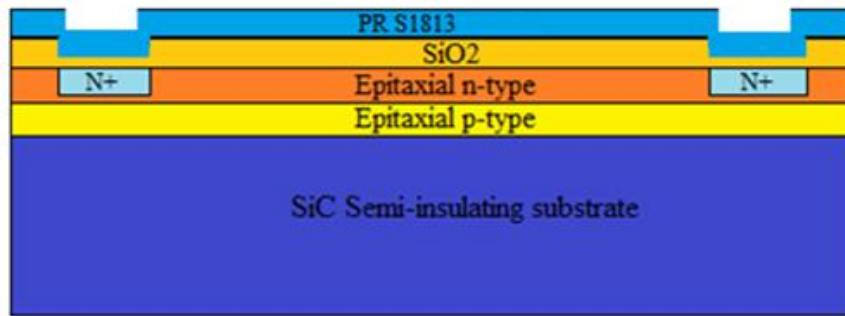 PR S1813
SiO2
N+
Epitaxial n-type
N+
Epitaxial p-type
SiC Semi-insulating substrate